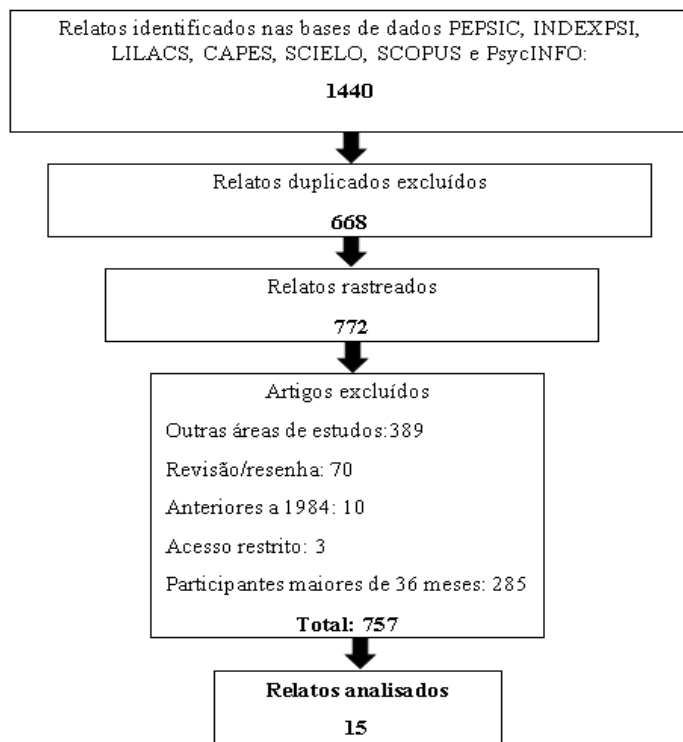 Relatos identificados nas bases de dados PEPSIC, INDEXPSI,
LILACS, CAPES, SCIELO, SCOPUS e PsycINFO:
1440
Relatos duplicados excluídos
668
Relatos rastreados
772
Artigos excluídos
Outras áreas de estudos:389
Revisão/resenha: 70
Anteriores a 1984: 10
Acesso restrito: 3
Participantes maiores de 36 meses: 285
Total: 757
Relatos analisados
15